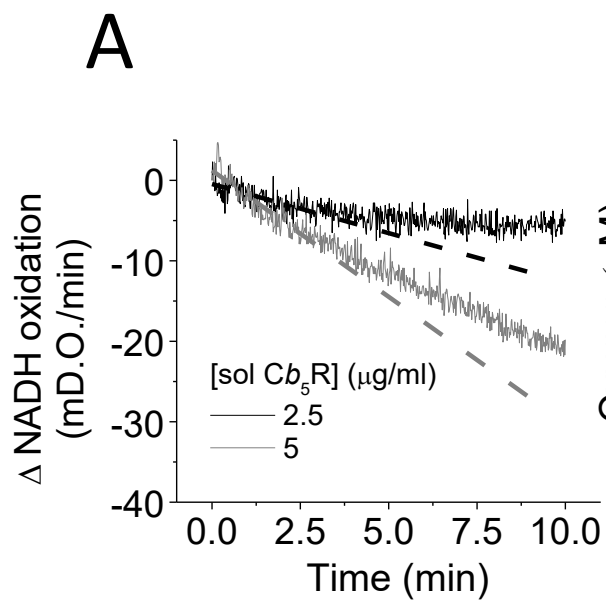 A
Δ NADH oxidation
(mD.O./min)
0
-10
-20
-30
-40
[sol Cb₅R] (μg/ml)
2.5
5
0.0 2.5 5.0 7.5 10.0
Time (min)